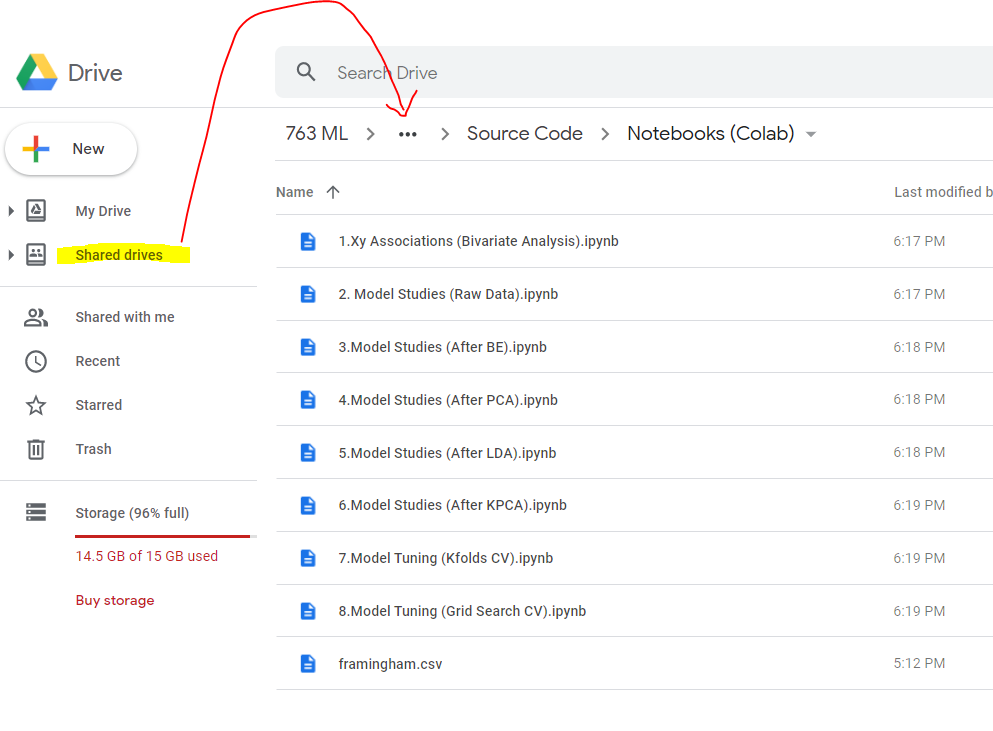 Drive
Search Drive
763 ML > ••• > Source Code > Notebooks (Colab)
New
My Drive
Shared drives
Shared with me
Recent
Starred
Trash
Storage (96% full)
14.5 GB of 15 GB used
Buy storage
Name Last modified b
1.Xy Associations (Bivariate Analysis).ipynb 6:17 PM
2. Model Studies (Raw Data).ipynb 6:17 PM
3.Model Studies (After BE).ipynb 6:18 PM
4.Model Studies (After PCA).ipynb 6:18 PM
5.Model Studies (After LDA).ipynb 6:18 PM
6.Model Studies (After KPCA).ipynb 6:19 PM
7.Model Tuning (Kfolds CV).ipynb 6:19 PM
8.Model Tuning (Grid Search CV).ipynb 6:19 PM
framingham.csv 5:12 PM